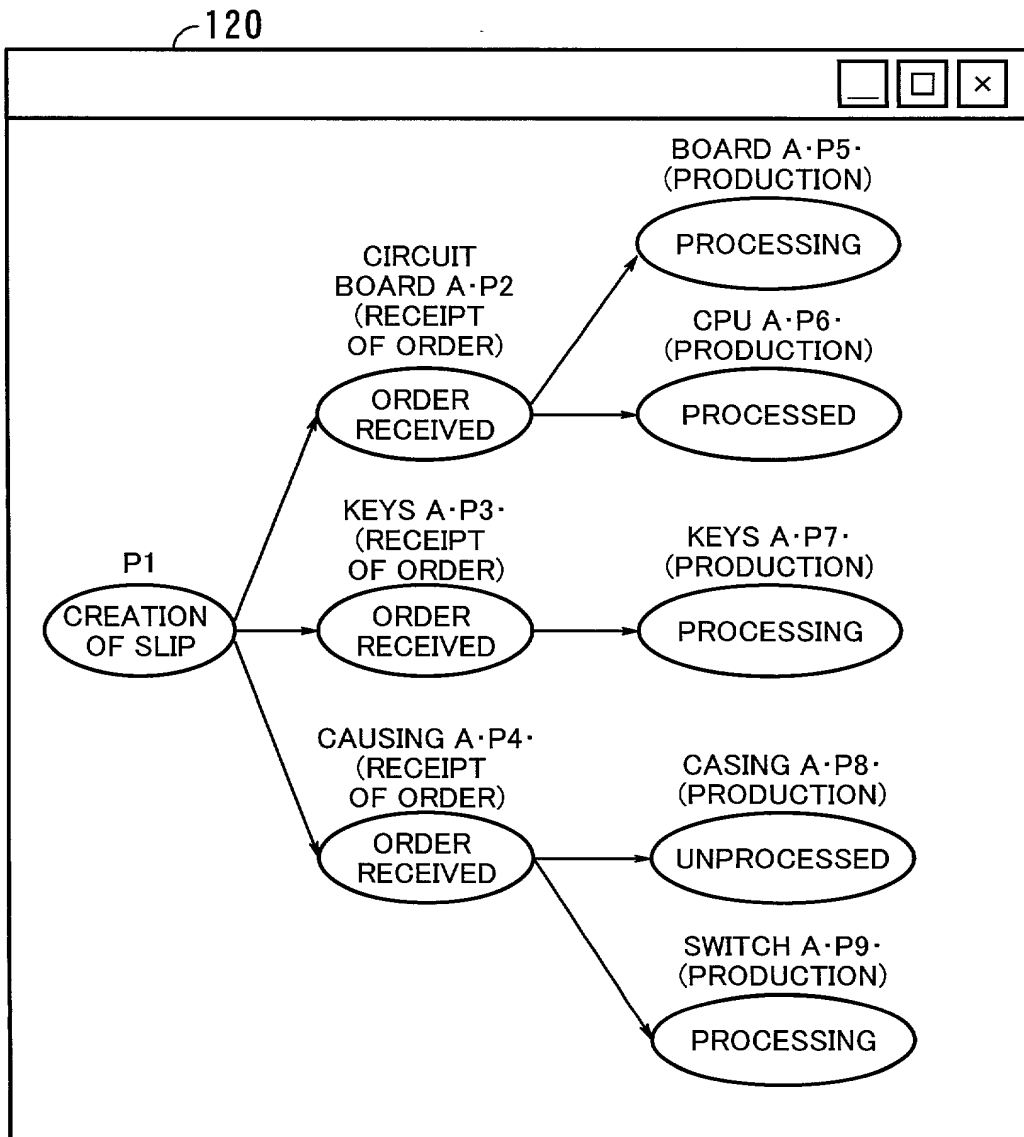 120
BOARD A·P5·
(PRODUCTION)
PROCESSING
CIRCUIT
BOARD A·P2
(RECEIPT
OF ORDER)
ORDER
RECEIVED
CPU A·P6·
(PRODUCTION)
PROCESSED
P1
CREATION
OF SLIP
KEYS A·P3·
(RECEIPT
OF ORDER)
ORDER
RECEIVED
KEYS A·P7·
(PRODUCTION)
PROCESSING
CAUSING A·P4·
(RECEIPT
OF ORDER)
ORDER
RECEIVED
CASING A·P8·
(PRODUCTION)
UNPROCESSED
SWITCH A·P9·
(PRODUCTION)
PROCESSING